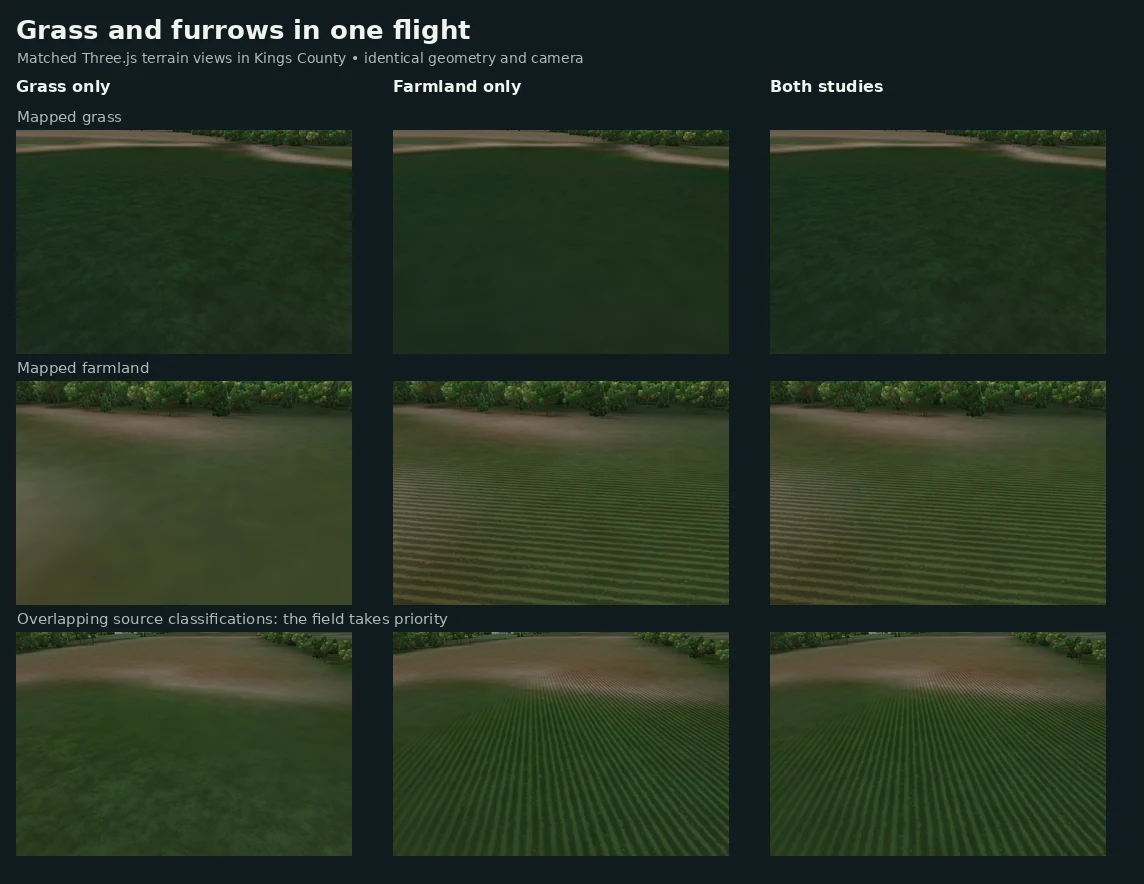 Grass and furrows in one flight
Matched Three.js terrain views in Kings County • identical geometry and camera
Grass only
Farmland only
Both studies
Mapped grass
Mapped farmland
Overlapping source classifications: the field takes priority